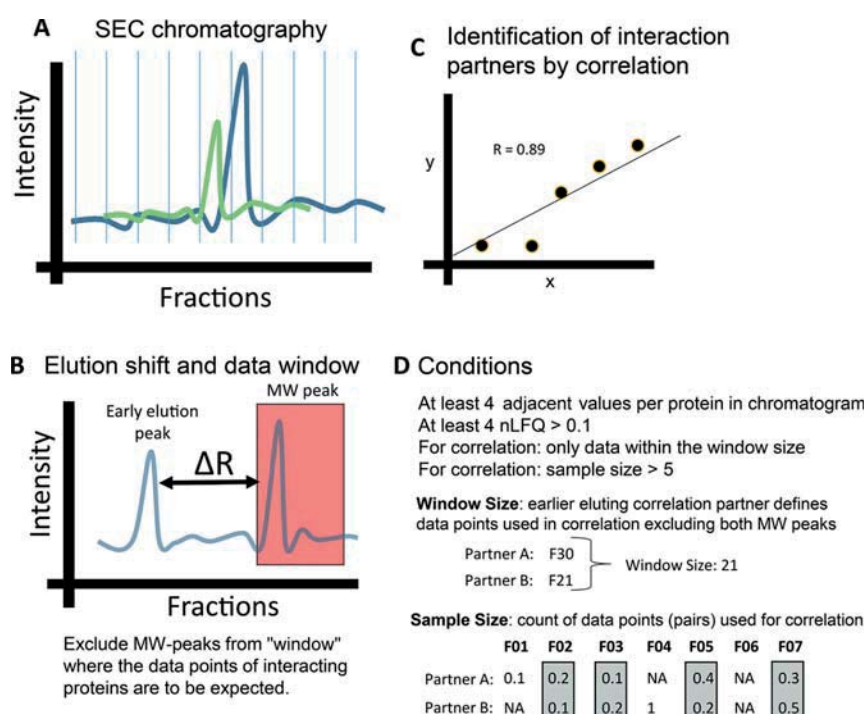 A SEC chromatography
Intensity
Fractions
C Identification of interaction
partners by correlation
y
R = 0.89
x
B Elution shift and data window
MW peak
Early elution
peak
ΔR
Intensity
Fractions
Exclude MW-peaks from "window"
where the data points of interacting
proteins are to be expected.
D Conditions
At least 4 adjacent values per protein in chromatogram
At least 4 nLFQ > 0.1
For correlation: only data within the window size
For correlation: sample size > 5
Window Size: earlier eluting correlation partner defines
data points used in correlation excluding both MW peaks
Partner A: F30
Partner B: F21
Window Size: 21
Sample Size: count of data points (pairs) used for correlation
F01 F02 F03 F04 F05 F06 F07
Partner A: 0.1 0.2 0.1 NA 0.4 NA 0.3
Partner B: NA 0.1 0.2 1 0.2 NA 0.5